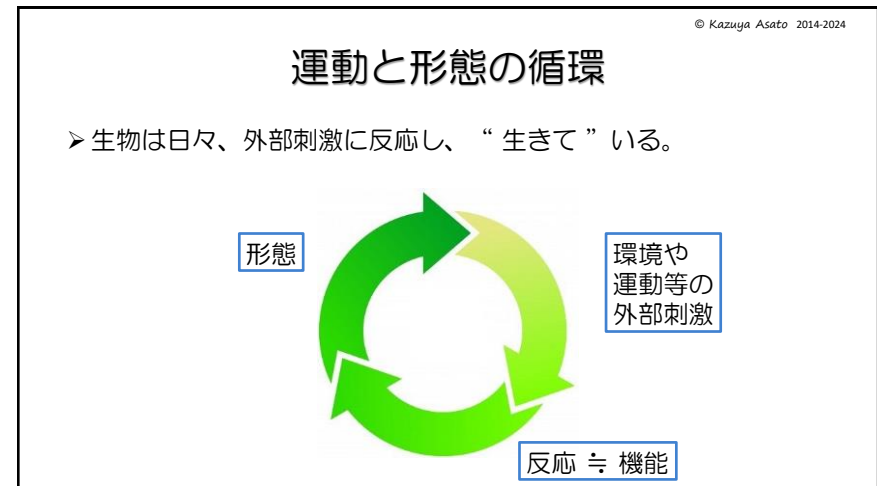 © Kazuya Asato 2014-2024
運動と形態の循環
➢生物は日々、外部刺激に反応し、“ 生きて ”いる。
形態
環境や
運動等の
外部刺激
反応 ≒ 機能